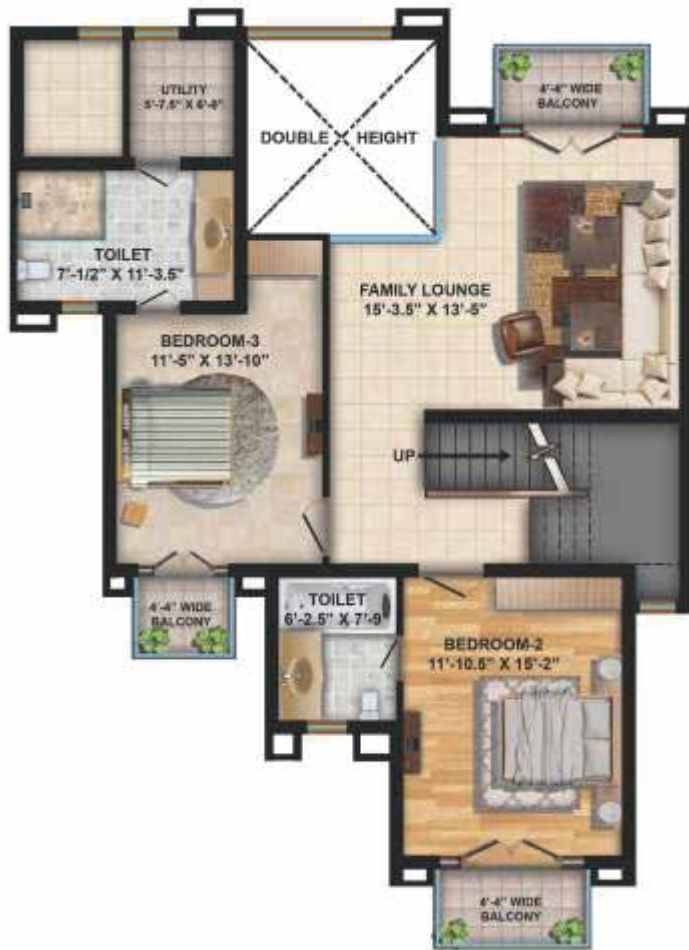 UTILITY
5'-7.5" X 6'-8"
DOUBLE HEIGHT
4'-4" WIDE
BALCONY
TOILET
7'-1/2" X 11'-3.5"
FAMILY LOUNGE
15'-3.5" X 13'-5"
BEDROOM-3
11'-5" X 13'-10"
UP
4'-4" WIDE
BALCONY
TOILET
6'-2.5" X 7'-9
BEDROOM-2
11'-10.5" X 15'-2"
4'-4" WIDE
BALCONY